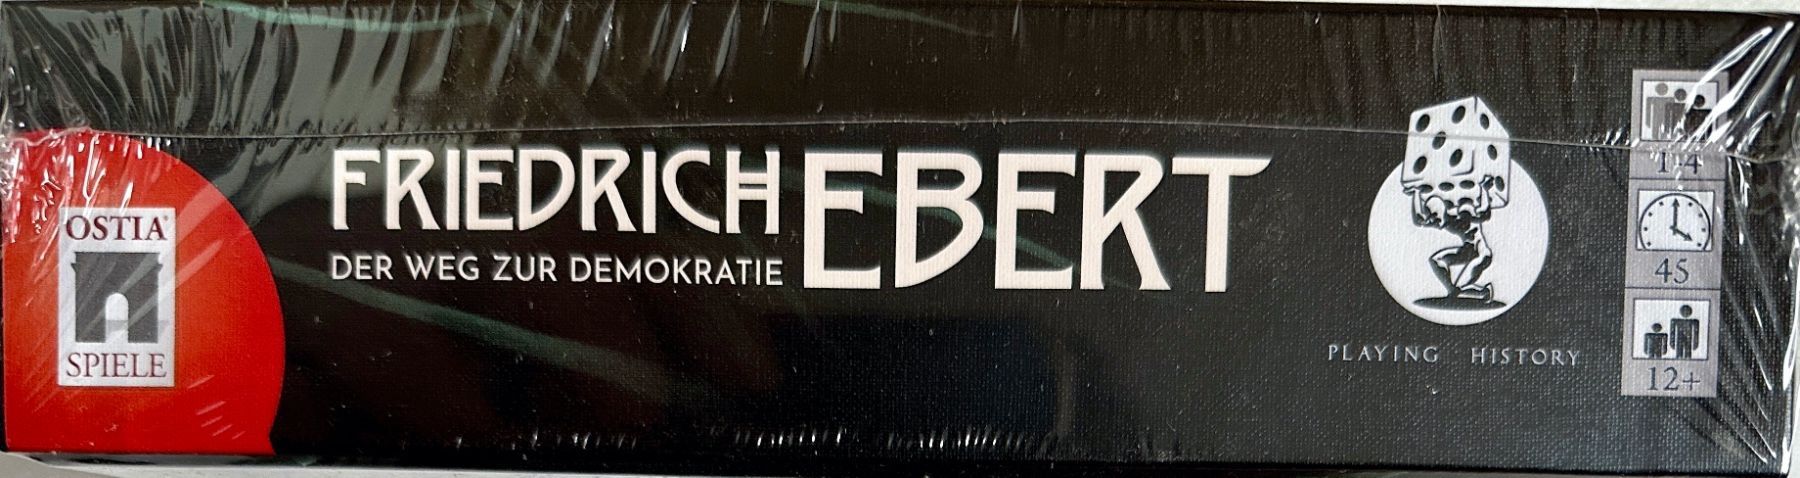 OSTIA®
SPIELE
FRIEDRICH EBERT
DER WEG ZUR DEMOKRATIE
PLAYING HISTORY
1-4
45
12+